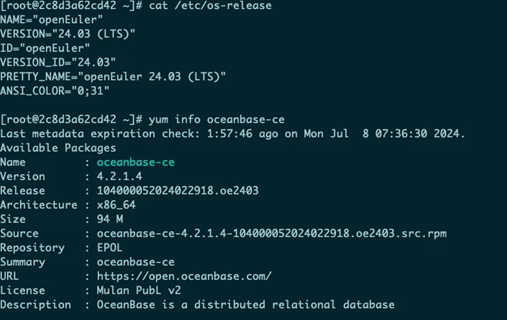 [root@2c8d3a62cd42 ~]# cat /etc/os-release
NAME="openEuler"
VERSION="24.03 (LTS)"
ID="openEuler"
VERSION_ID="24.03"
PRETTY_NAME="openEuler 24.03 (LTS)"
ANSI_COLOR="0;31"
[root@2c8d3a62cd42 ~]# yum info oceanbase-ce
Last metadata expiration check: 1:57:46 ago on Mon Jul  8 07:36:30 2024.
Available Packages
Name         : oceanbase-ce
Version      : 4.2.1.4
Release      : 104000052024022918.oe2403
Architecture : x86_64
Size         : 94 M
Source       : oceanbase-ce-4.2.1.4-104000052024022918.oe2403.src.rpm
Repository   : EPOL
Summary      : oceanbase-ce
URL          : https://open.oceanbase.com/
License      : Mulan PubL v2
Description  : OceanBase is a distributed relational database